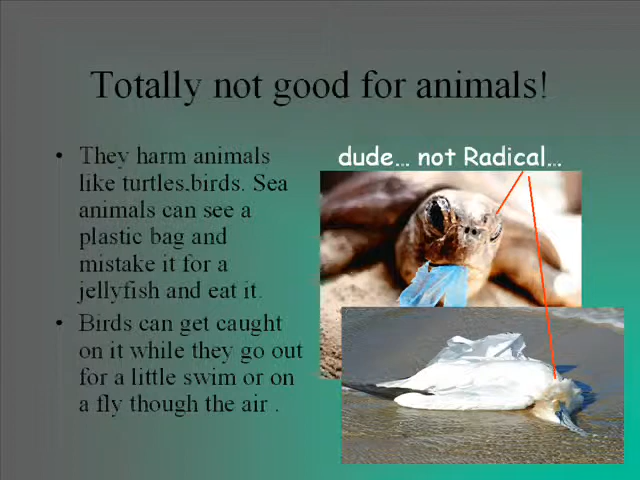 Totally not good for animals!
• They harm animals
like turtles.birds. Sea
animals can see a
plastic bag and
mistake it for a
jellyfish and eat it.
• Birds can get caught
on it while they go out
for a little swim or on
a fly though the air .
dude... not Radical...